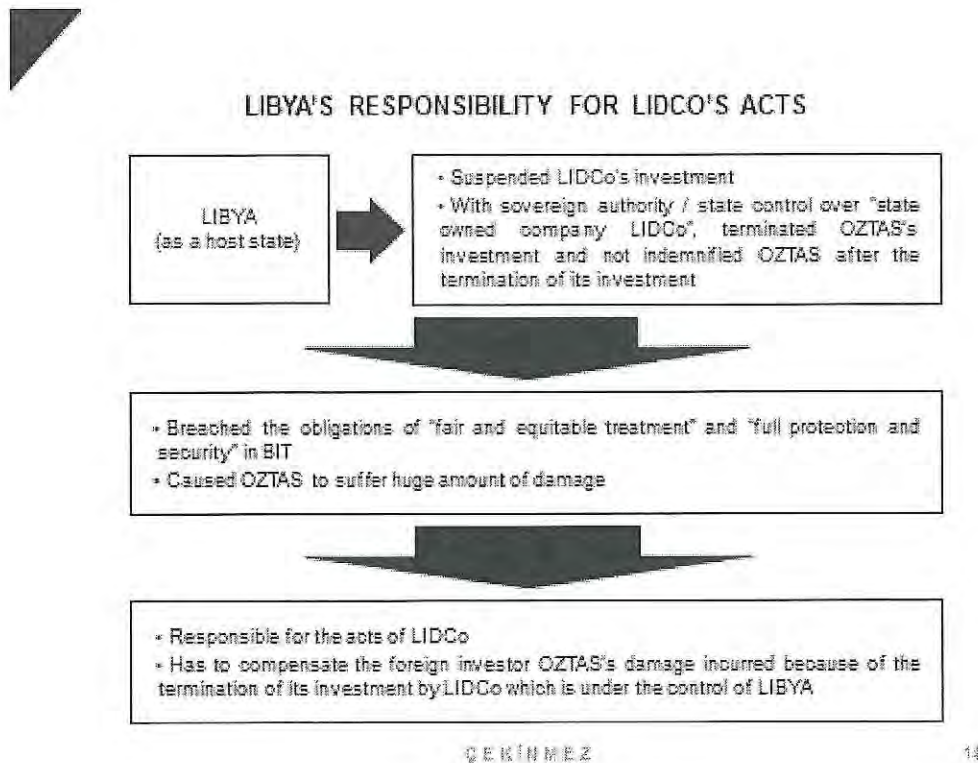 LIBYA'S RESPONSIBILITY FOR LIDCO'S ACTS
LIBYA
(as a host state)
• Suspended LIDCo's investment
• With sovereign authority / state control over "state
owned company LIDCo", terminated OZTAS's
investment and not indemnified OZTAS after the
termination of its investment
• Breached the obligations of "fair and equitable treatment" and "full protection and
security" in BIT
• Caused OZTAS to suffer huge amount of damage
• Responsible for the acts of LIDCo
• Has to compensate the foreign investor OZTAS's damage incurred because of the
termination of its investment by LIDCo which is under the control of LIBYA
ÇEKİNMEZ